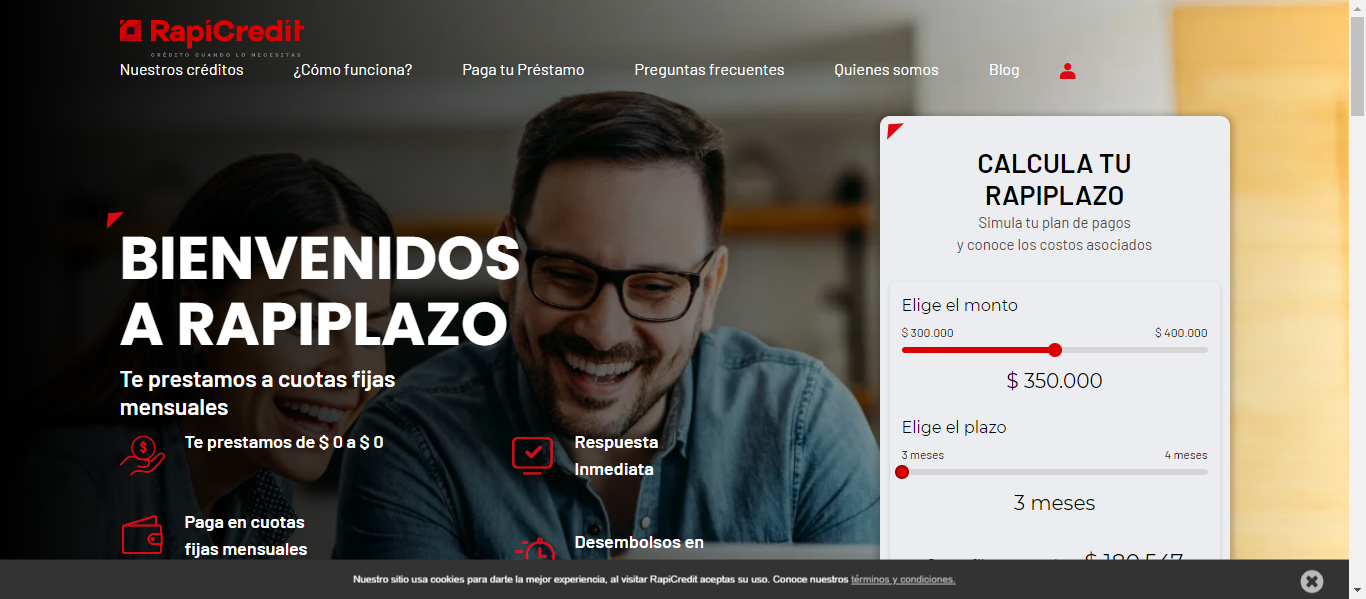 RapiCredit
CRÉDITO CUANDO LO NECESITAS
Nuestros créditos
¿Cómo funciona?
Paga tu Préstamo
Preguntas frecuentes
Quienes somos
Blog
BIENVENIDOS
A RAPIPLAZO
Te prestamos a cuotas fijas
mensuales
Te prestamos de $ 0 a $ 0
Respuesta
Inmediata
Paga en cuotas
fijas mensuales
Desembolsos en
CALCULA TU
RAPIPLAZO
Simula tu plan de pagos
y conoce los costos asociados
Elige el monto
$ 300.000
$ 400.000
$ 350.000
Elige el plazo
3 meses
4 meses
3 meses
$ 180.547
Nuestro sitio usa cookies para darte la mejor experiencia, al visitar RapiCredit aceptas su uso. Conoce nuestros términos y condiciones.